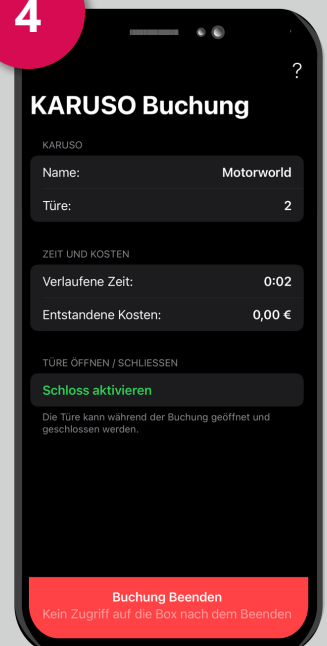 4
?
KARUSO Buchung
KARUSO
Name: Motorworld
Türe: 2
ZEIT UND KOSTEN
Verlaufene Zeit: 0:02
Entstandene Kosten: 0,00 €
TÜRE ÖFFNEN / SCHLIESSEN
Schloss aktivieren
Die Türe kann während der Buchung geöffnet und
geschlossen werden.
Buchung Beenden
Kein Zugriff auf die Box nach dem Beenden